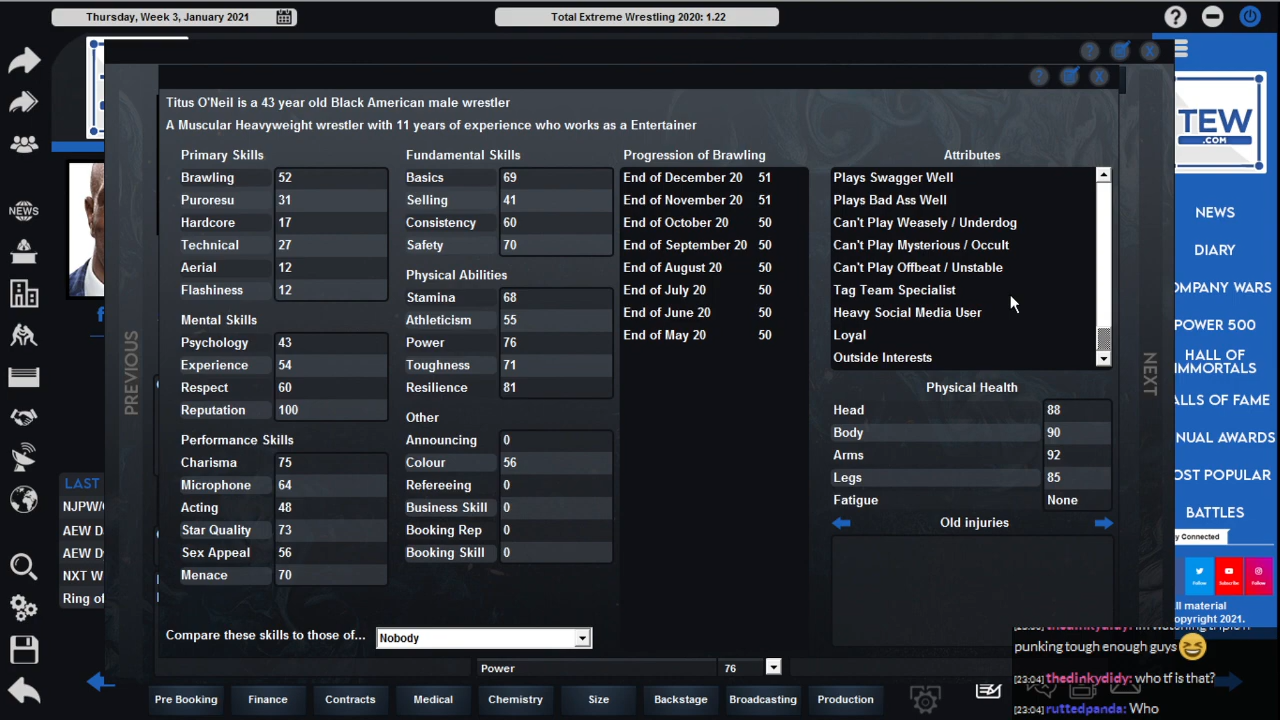 Thursday, Week 3, January 2021
Total Extreme Wrestling 2020: 1.22
Titus O'Neil is a 43 year old Black American male wrestler
A Muscular Heavyweight wrestler with 11 years of experience who works as a Entertainer
Primary Skills
Brawling 52
Puroresu 31
Hardcore 17
Technical 27
Aerial 12
Flashiness 12
Mental Skills
Psychology 43
Experience 54
Respect 60
Reputation 100
Performance Skills
Charisma 75
Microphone 64
Acting 48
Star Quality 73
Sex Appeal 56
Menace 70
Fundamental Skills
Basics 69
Selling 41
Consistency 60
Safety 70
Physical Abilities
Stamina 68
Athleticism 55
Power 76
Toughness 71
Resilience 81
Other
Announcing 0
Colour 56
Refereeing 0
Business Skill 0
Booking Rep 0
Booking Skill 0
Progression of Brawling
End of December 20 51
End of November 20 51
End of October 20 50
End of September 20 50
End of August 20 50
End of July 20 50
End of June 20 50
End of May 20 50
Attributes
Plays Swagger Well
Plays Bad Ass Well
Can't Play Weasely / Underdog
Can't Play Mysterious / Occult
Can't Play Offbeat / Unstable
Tag Team Specialist
Heavy Social Media User
Loyal
Outside Interests
Physical Health
Head 88
Body 90
Arms 92
Legs 85
Fatigue None
Old injuries
Compare these skills to those of... Nobody
Power 76
PREVIOUS
NEXT
Pre Booking Finance Contracts Medical Chemistry Size Backstage Broadcasting Production
NEWS
LAST
NJPW/
AEW D
AEW D
NXT W
Ring of
TEW
.COM
NEWS
DIARY
OMPANY WARS
POWER 500
HALL OF
IMMORTALS
ALLS OF FAME
NUAL AWARDS
OST POPULAR
BATTLES
y Connected
Follow
Subscribe
Follow
ll material
opyright 2021.
punking tough enough guys
[23:04] thedinkydidy: who tf is that?
[23:04] ruttedpanda: Who